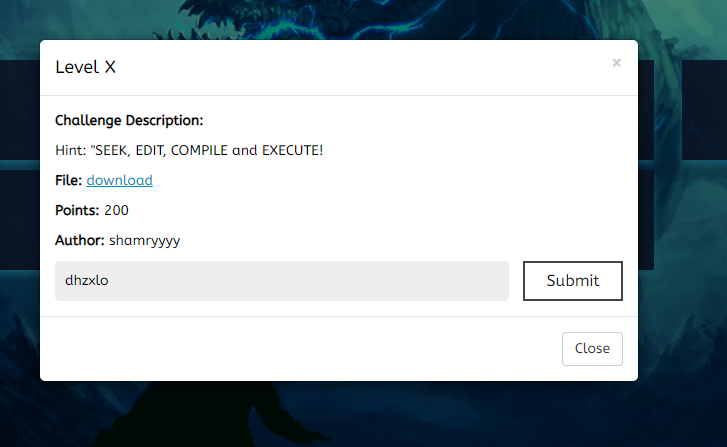 Level X
×
Challenge Description:
Hint: "SEEK, EDIT, COMPILE and EXECUTE!
File: download
Points: 200
Author: shamryyyy
dhzxlo
Submit
Close